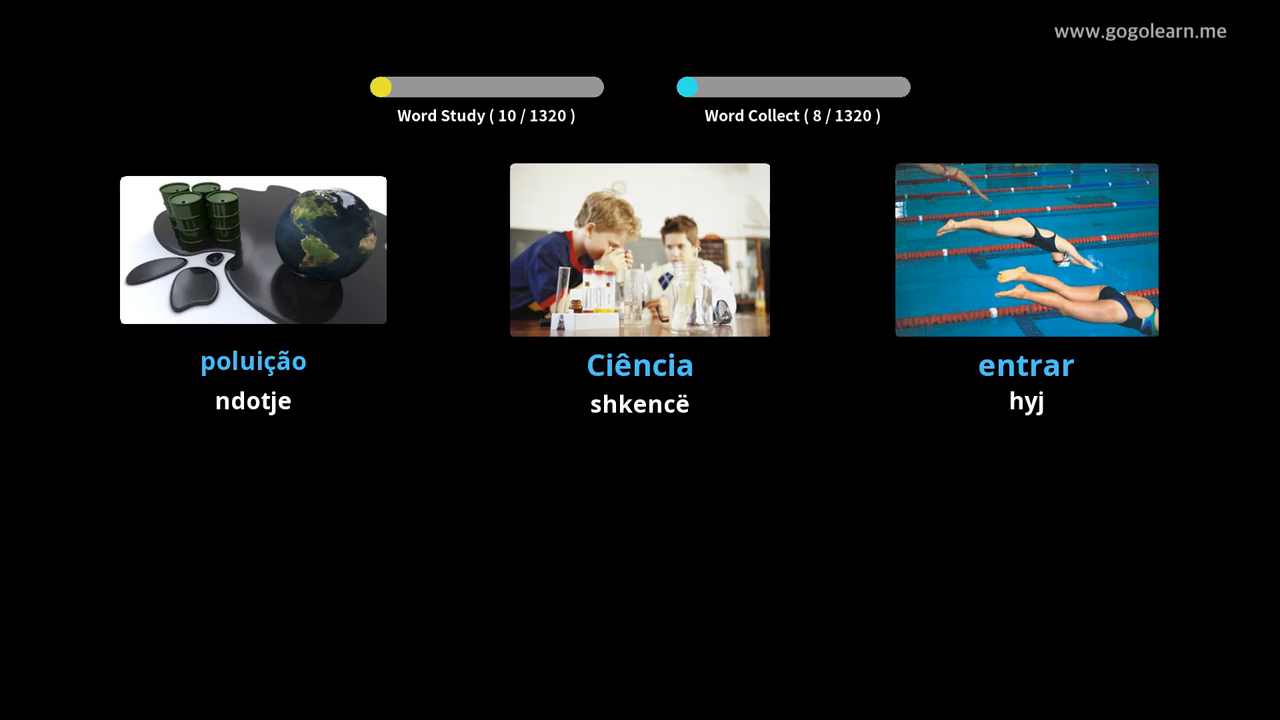 www.gogolearn.me
Word Study ( 10 / 1320 )
Word Collect ( 8 / 1320 )
poluição
ndotje
Ciência
shkencë
entrar
hyj